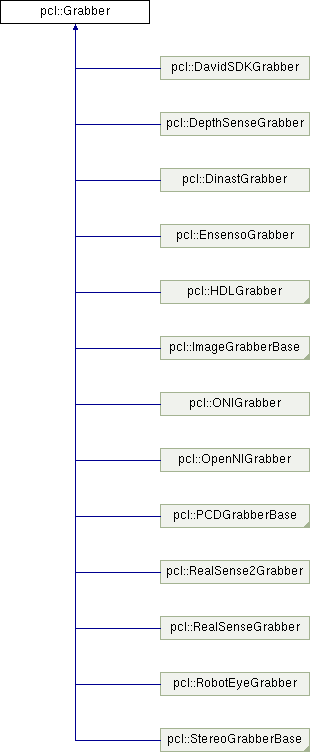 pcl::Grabber
pcl::DavidSDKGrabber
pcl::DepthSenseGrabber
pcl::DinastGrabber
pcl::EnsensoGrabber
pcl::HDLGrabber
pcl::ImageGrabberBase
pcl::ONIGrabber
pcl::OpenNIGrabber
pcl::PCDGrabberBase
pcl::RealSense2Grabber
pcl::RealSenseGrabber
pcl::RobotEyeGrabber
pcl::StereoGrabberBase